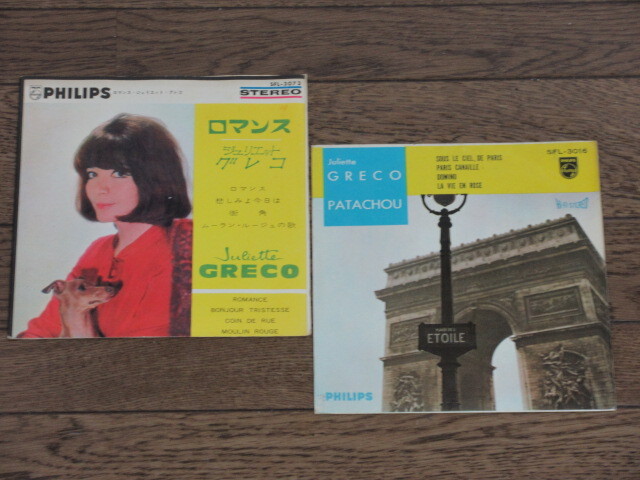 PHILIPS
SFL-3073
STEREO
ロマンス
ジュリエット
グレコ
ロマンス
悲しみよ今日は
街角
ムーラン・ルージュの歌
Juliette
GRECO
ROMANCE
BONJOUR TRISTESSE
COIN DE RUE
MOULIN ROUGE
Juliette
GRECO
PATACHOU
SOUS LE CIEL DE PARIS
PARIS CANAILLE
DOMINO
LA VIE EN ROSE
SFL-3016
PHILIPS
ETOILE
PHILIPS